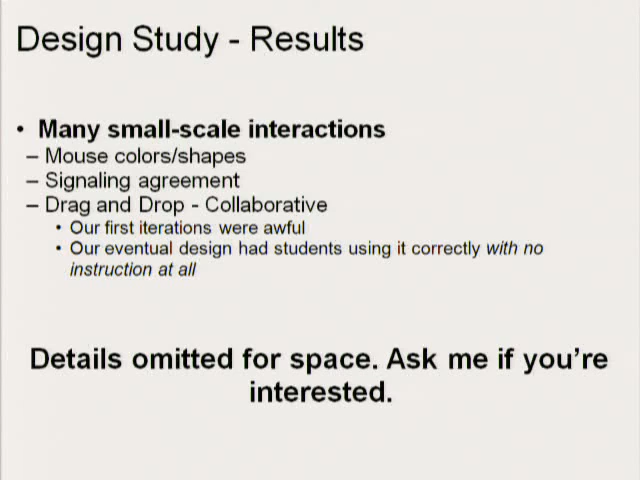 Design Study - Results
• Many small-scale interactions
– Mouse colors/shapes
– Signaling agreement
– Drag and Drop - Collaborative
• Our first iterations were awful
• Our eventual design had students using it correctly with no
instruction at all
Details omitted for space. Ask me if you're
interested.